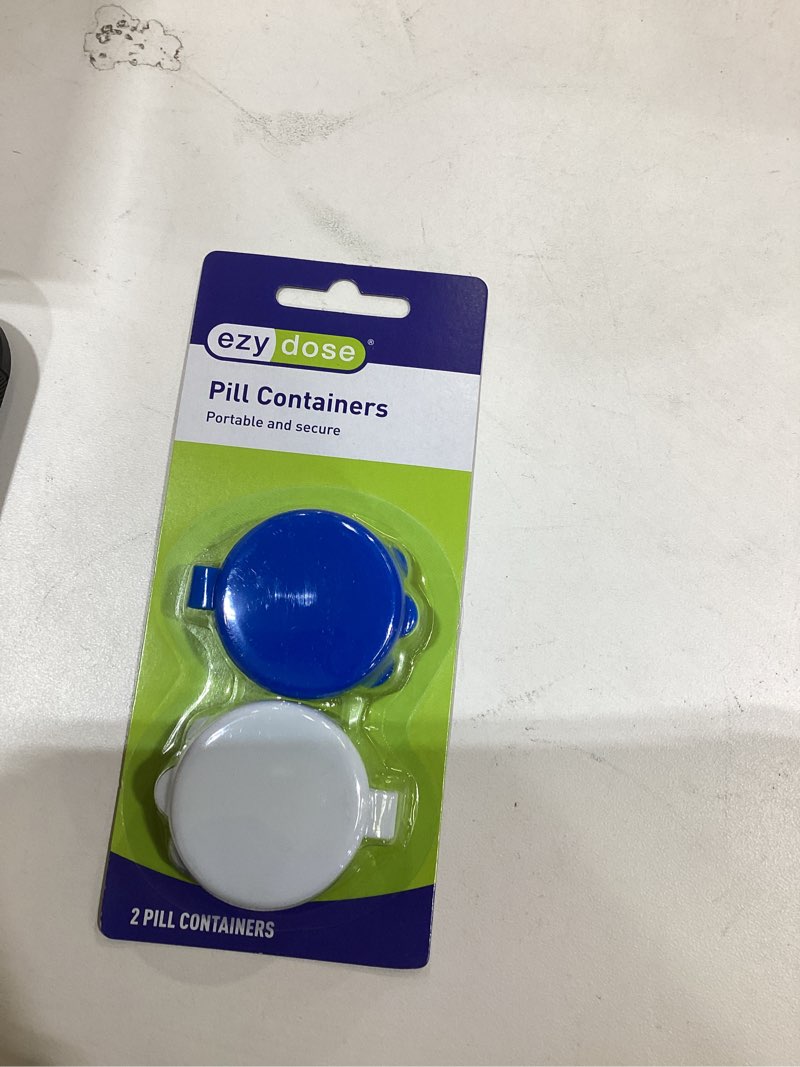 ezy dose®
Pill Containers
Portable and secure
2 PILL CONTAINERS